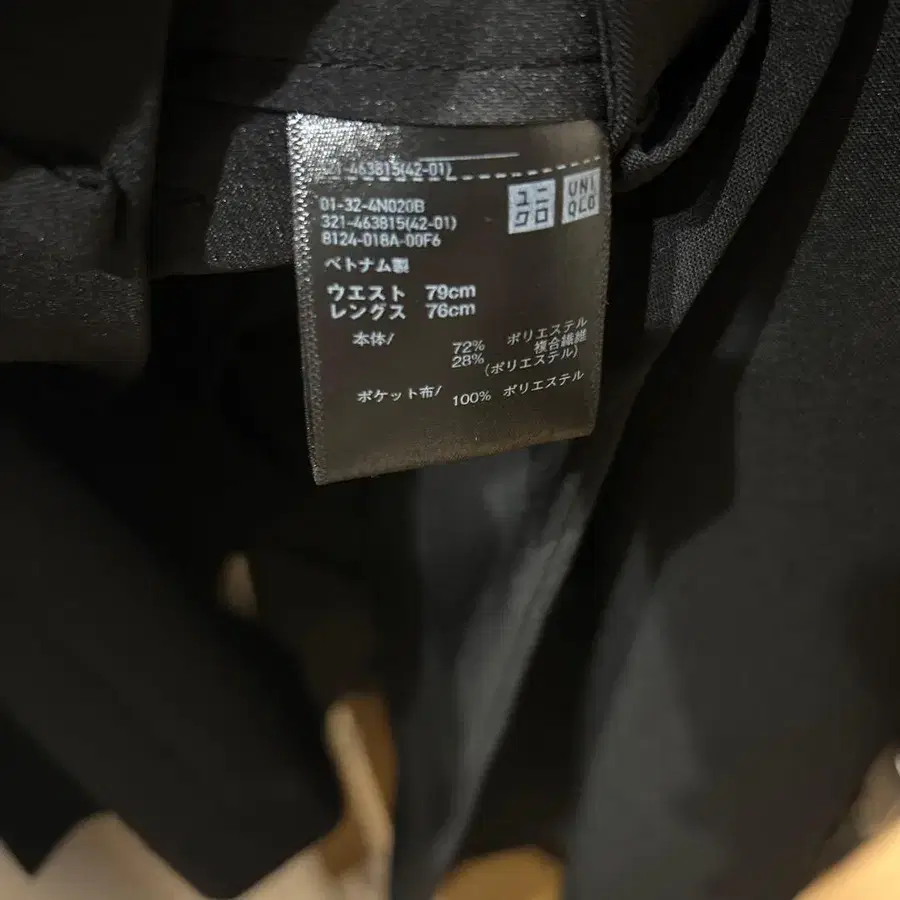 321-463815(42-01)
ユニ
クロ
UNI
QLO
01-32-4N020B
321-463815(42-01)
8124-018A-00F6
ベトナム製
ウエスト 79cm
レングス 76cm
本体/ 72% ポリエステル
28% 複合繊維
(ポリエステル)
ポケット布/ 100% ポリエステル